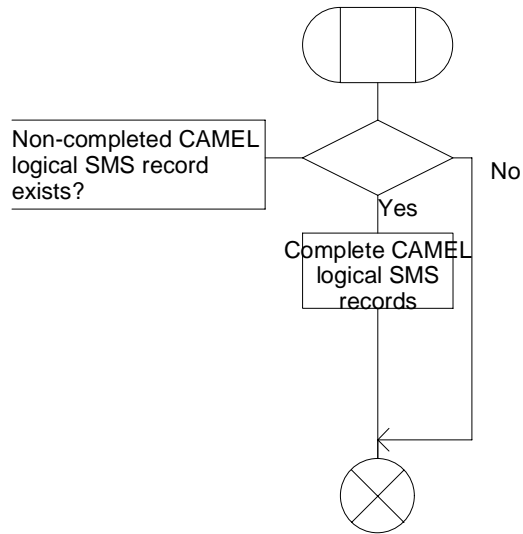 Non-completed CAMEL
logical SMS record
exists?
No
Yes
Complete CAMEL
logical SMS
records